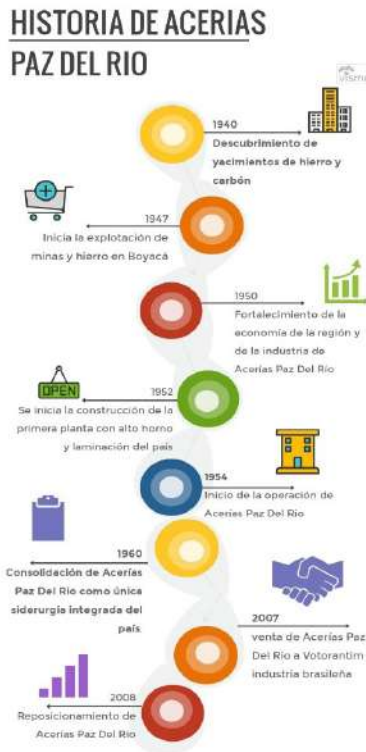 HISTORIA DE ACERIAS
PAZ DEL RIO
1940
Descubrimiento de
yacimientos de hierro y
carbón
1947
Inicia la explotación de
minas y hierro en Boyacá
1950
Fortalecimiento de la
economía de la región y
de la industria de
Acerías Paz Del Río
OPEN
1952
Se inicia la construcción de la
primera planta con alto horno
y laminación del país
1954
Inicio de la operación de
Acerías Paz Del Rio
1960
Consolidación de Acerías
Paz Del Rio como única
siderurgia integrada del
país
2007
venta de Acerías Paz
Del Rio a Votorantim
industria brasileña
2008
Reposicionamiento de
Acerías Paz Del Rio